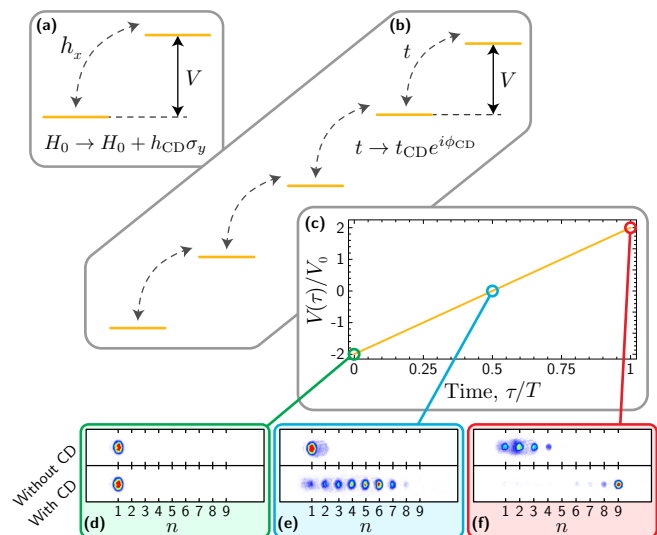 (a)
h_x
V
H_0 → H_0 + h_CD σ_y
(b)
t
V
t → t_CD e^{iϕ_CD}
(c)
V(τ)/V_0
2
1
0
-1
-2
0 0.25 0.5 0.75 1
Time, τ/T
Without CD
With CD
1 2 3 4 5 6 7 8 9
(d) n
1 2 3 4 5 6 7 8 9
(e) n
1 2 3 4 5 6 7 8 9
(f) n